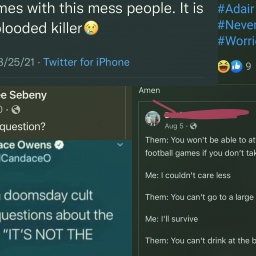 mes with this mess people. It is
looded killer😢
/25/21 · Twitter for iPhone
#Adair
#Never
#Worri
😆👍 9
e Sebeny
question?
ace Owens
CandaceO
doomsday cult
questions about the
"IT'S NOT THE
Amen
Aug 5 ·
Them: You won't be able to at
football games if you don't tak
Me: I couldn't care less
Them: You can't go to a large
Me: I'll survive
Them: You can't drink at the b